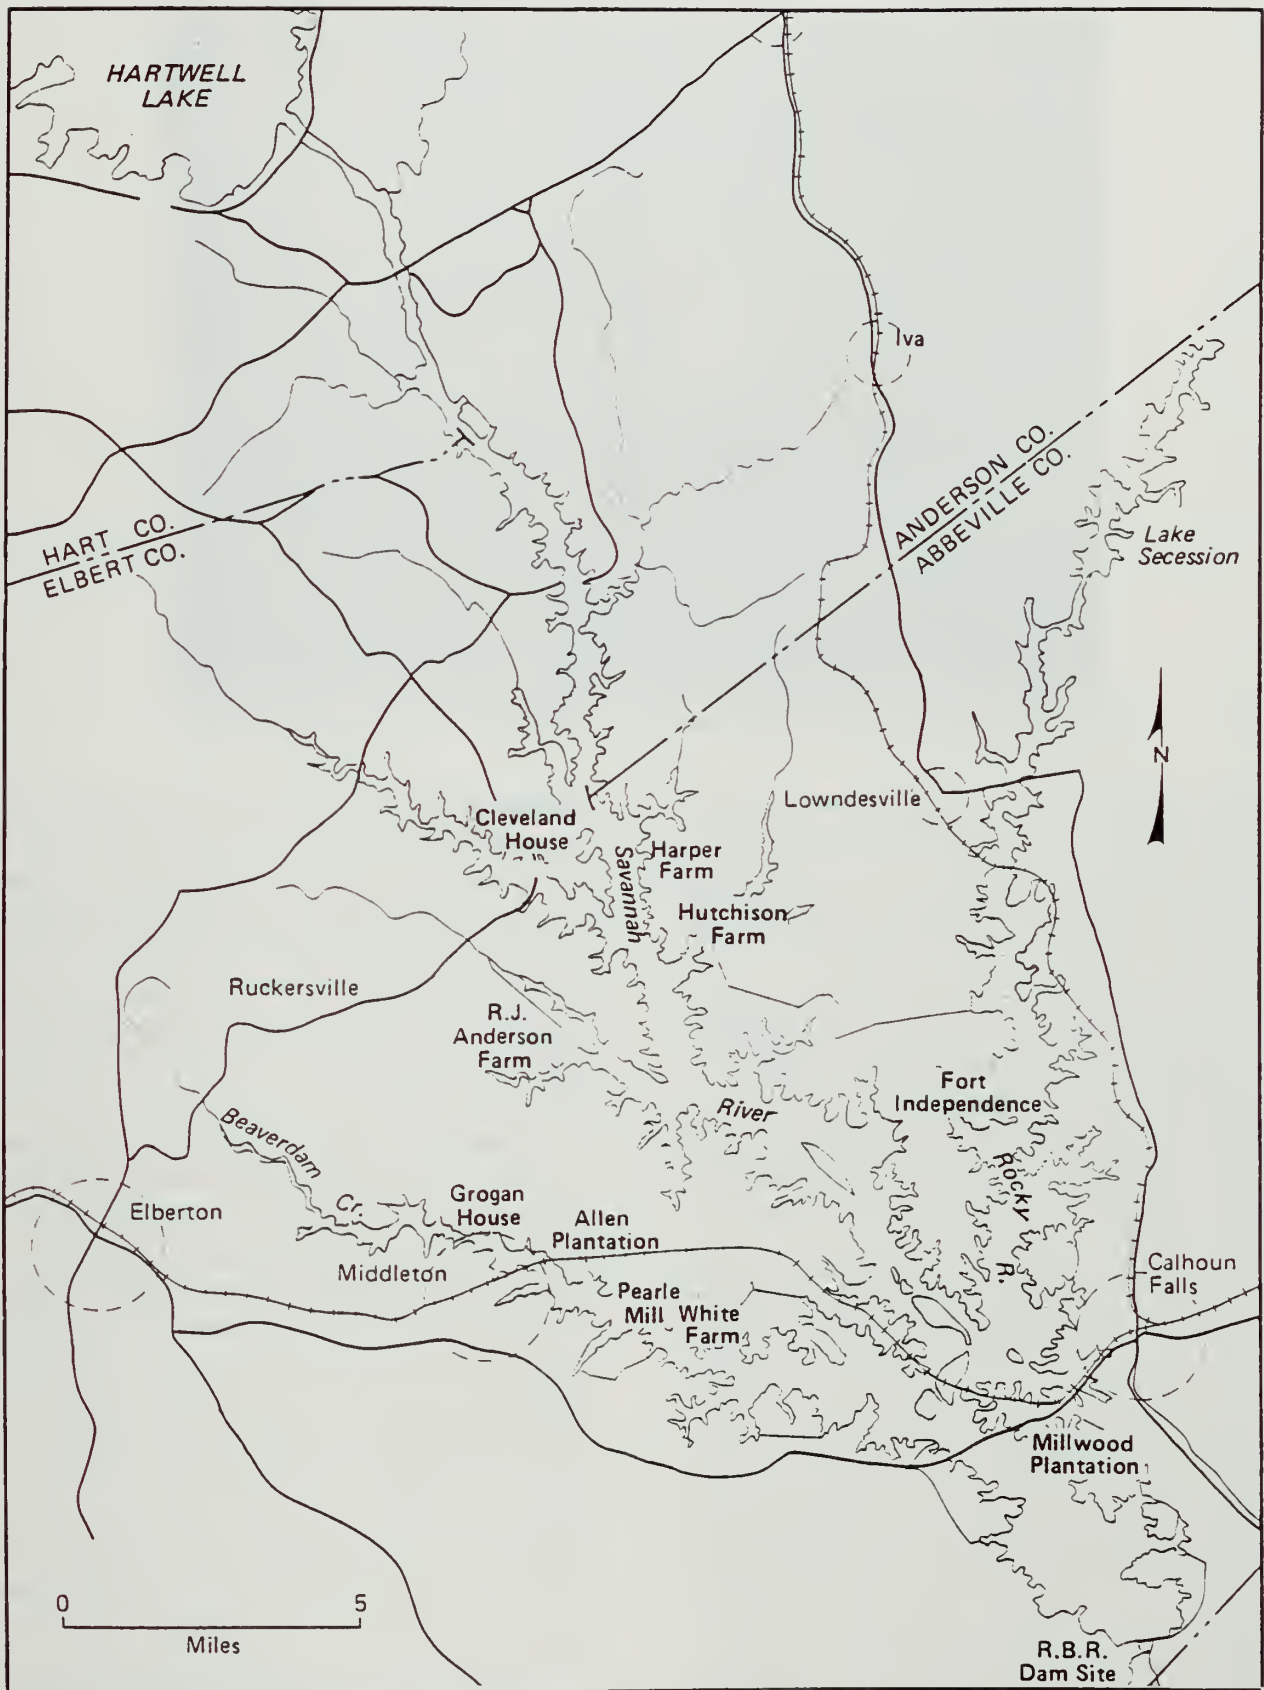 HARTWELL
LAKE
Iva
ANDERSON CO.
ABBEVILLE CO.
HART CO.
ELBERT CO.
Lake
Secession
N
Cleveland
House
Lowndesville
Savannah
Harper
Farm
Hutchison
Farm
Ruckersville
R.J.
Anderson
Farm
River
Fort
Independence
Beaverdam
Cr.
Rocky
R.
Elberton
Grogan
House
Allen
Plantation
Middleton
Calhoun
Falls
Pearle
Mill
White
Farm
Millwood
Plantation
0 5
Miles
R.B.R.
Dam Site